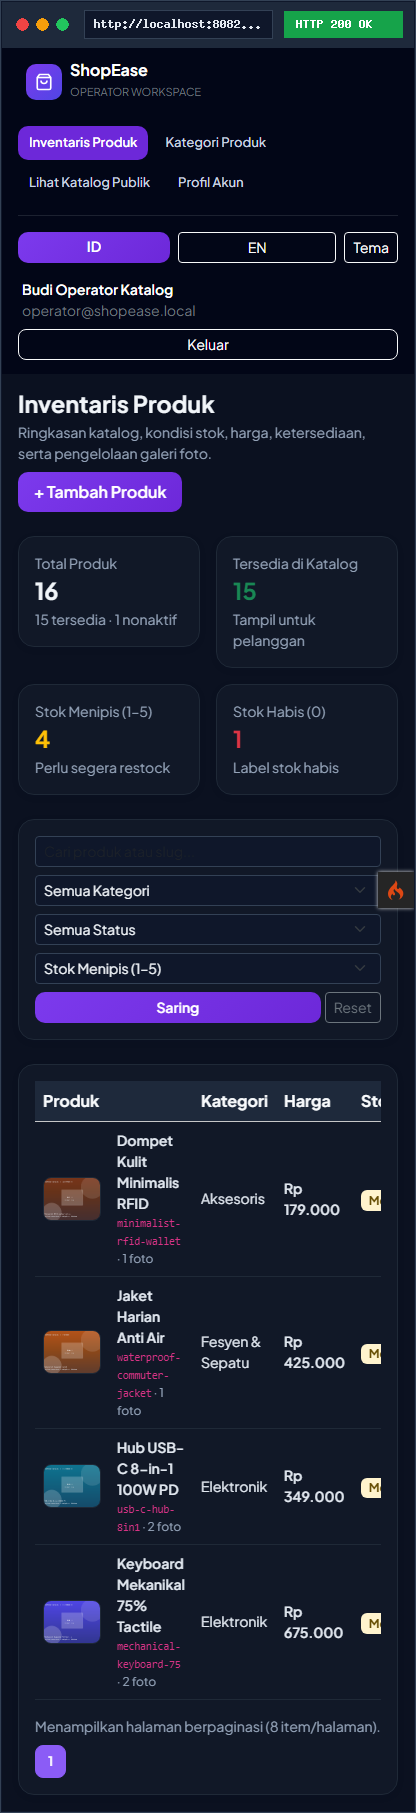 http://localhost:8082...
HTTP 200 OK
ShopEase
OPERATOR WORKSPACE
Inventaris Produk
Kategori Produk
Lihat Katalog Publik
Profil Akun
ID
EN
Tema
Budi Operator Katalog
operator@shopease.local
Keluar
Inventaris Produk
Ringkasan katalog, kondisi stok, harga, ketersediaan,
serta pengelolaan galeri foto.
+ Tambah Produk
Total Produk
16
15 tersedia · 1 nonaktif
Tersedia di Katalog
15
Tampil untuk
pelanggan
Stok Menipis (1–5)
4
Perlu segera restock
Stok Habis (0)
1
Label stok habis
Cari produk atau slug
Semua Kategori
Semua Status
Stok Menipis (1–5)
Saring
Reset
Produk
Kategori
Harga
Dompet
Kulit
Minimalis
RFID
minimalist-
rfid-wallet
· 1 foto
Aksesoris
Rp
179.000
Jaket
Harian
Anti Air
waterproof-
commuter-
jacket · 1
foto
Fesyen &
Sepatu
Rp
425.000
Hub USB-
C 8-in-1
100W PD
usb-c-hub-
8in1 · 2 foto
Elektronik
Rp
349.000
Keyboard
Mekanikal
75%
Tactile
mechanical-
keyboard-75
· 2 foto
Elektronik
Rp
675.000
Menampilkan halaman berpaginasi (8 item/halaman).
1